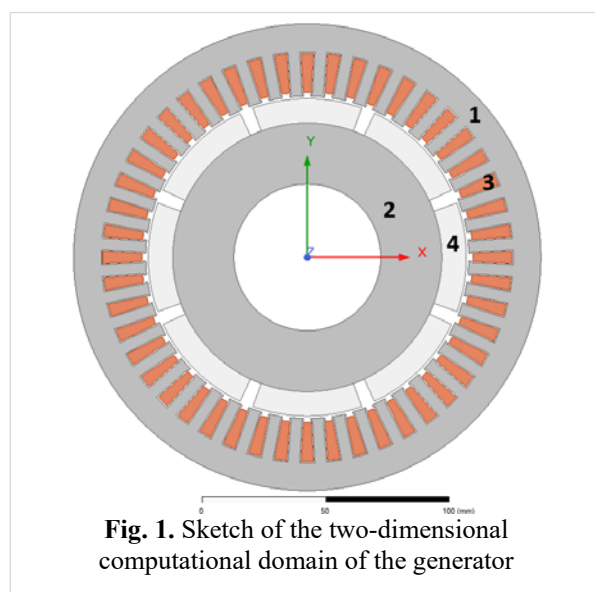 1
3
Y
2
4
Z
X
0 50 100 (mm)
Fig. 1. Sketch of the two-dimensional
computational domain of the generator